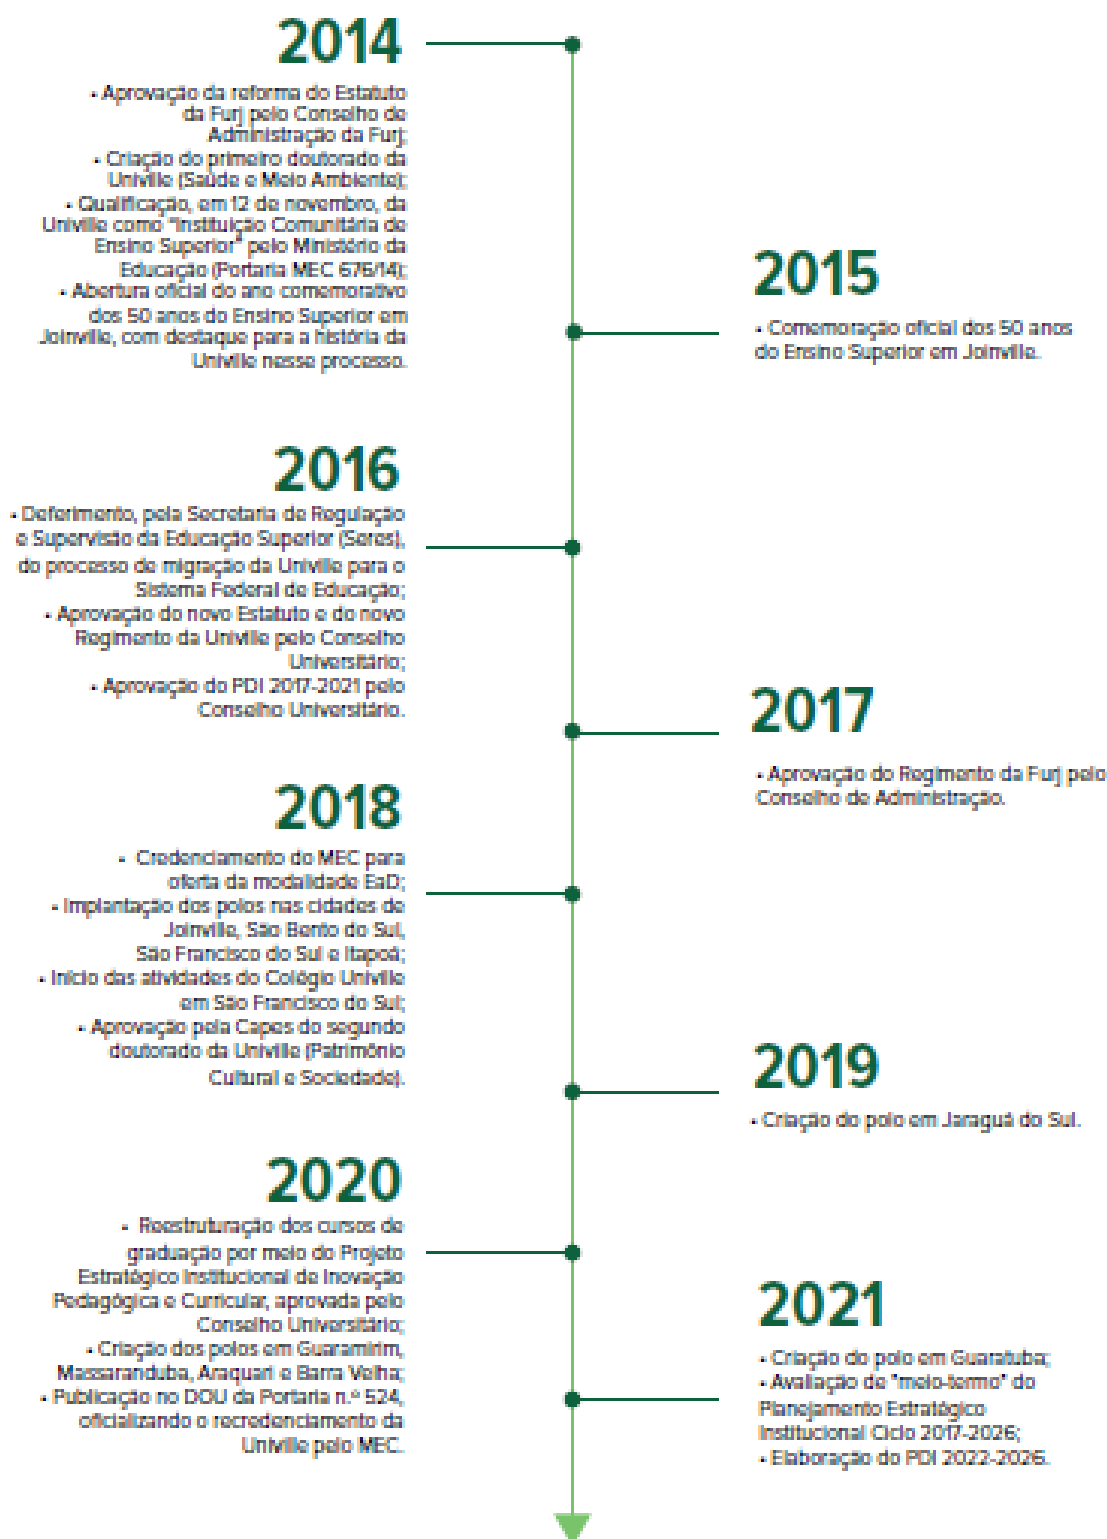 2014
• Aprovação da reforma do Estatuto
da Furj pelo Conselho de
Administração da Furj;
• Criação do primeiro doutorado da
Univille (Saúde e Meio Ambiente);
• Qualificação, em 12 de novembro, da
Univille como "Instituição Comunitária de
Ensino Superior" pelo Ministério da
Educação (Portaria MEC 676/14);
• Abertura oficial do ano comemorativo
dos 50 anos do Ensino Superior em
Joinville, com destaque para a história da
Univille nesse processo.
2015
• Comemoração oficial dos 50 anos
do Ensino Superior em Joinville.
2016
• Deferimento, pela Secretaria de Regulação
e Supervisão da Educação Superior (Seres),
do processo de migração da Univille para o
Sistema Federal de Educação;
• Aprovação do novo Estatuto e do novo
Regimento da Univille pelo Conselho
Universitário;
• Aprovação do PDI 2017-2021 pelo
Conselho Universitário.
2017
• Aprovação do Regimento da Furj pelo
Conselho de Administração.
2018
• Credenciamento do MEC para
oferta da modalidade EaD;
• Implantação dos polos nas cidades de
Joinville, São Bento do Sul,
São Francisco do Sul e Itapoá;
• Início das atividades do Colégio Univille
em São Francisco do Sul;
• Aprovação pela Capes do segundo
doutorado da Univille (Patrimônio
Cultural e Sociedade).
2019
• Criação do polo em Jaraguá do Sul.
2020
• Reestruturação dos cursos de
graduação por meio do Projeto
Estratégico Institucional de Inovação
Pedagógica e Curricular, aprovada pelo
Conselho Universitário;
• Criação dos polos em Guaramirim,
Massaranduba, Araquari e Barra Velha;
• Publicação no DOU da Portaria n.º 524,
oficializando o recredenciamento da
Univille pelo MEC.
2021
• Criação do polo em Guaratuba;
• Avaliação de "meio-termo" do
Planejamento Estratégico
Institucional Ciclo 2017-2026;
• Elaboração do PDI 2022-2026.